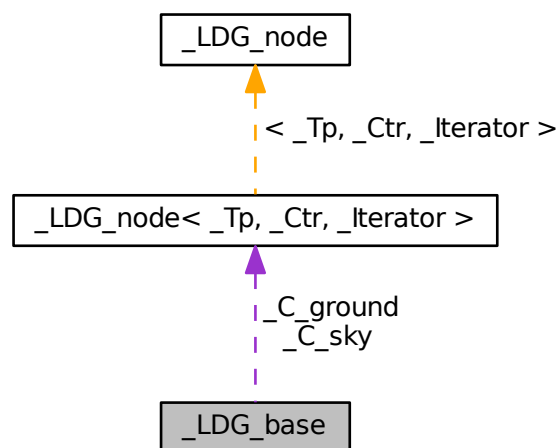 _LDG_node
< _Tp, _Ctr, _Iterator >
_LDG_node< _Tp, _Ctr, _Iterator >
_C_ground
_C_sky
_LDG_base